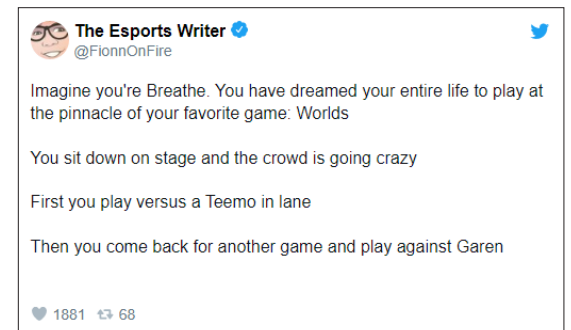 The Esports Writer
@FionnOnFire
Imagine you're Breathe. You have dreamed your entire life to play at
the pinnacle of your favorite game: Worlds
You sit down on stage and the crowd is going crazy
First you play versus a Teemo in lane
Then you come back for another game and play against Garen
1881 68